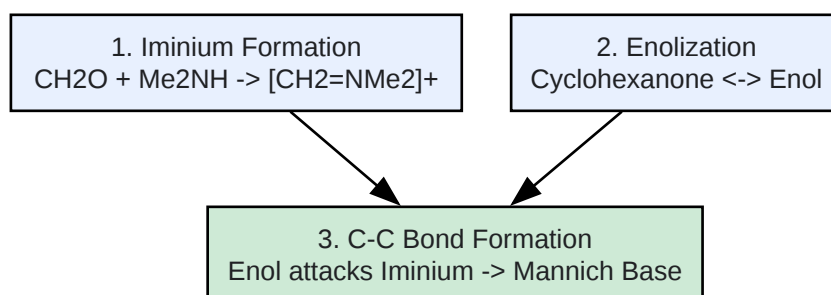 1. Iminium Formation
CH2O + Me2NH -> [CH2=NMe2]+
2. Enolization
Cyclohexanone <-> Enol
3. C-C Bond Formation
Enol attacks Iminium -> Mannich Base